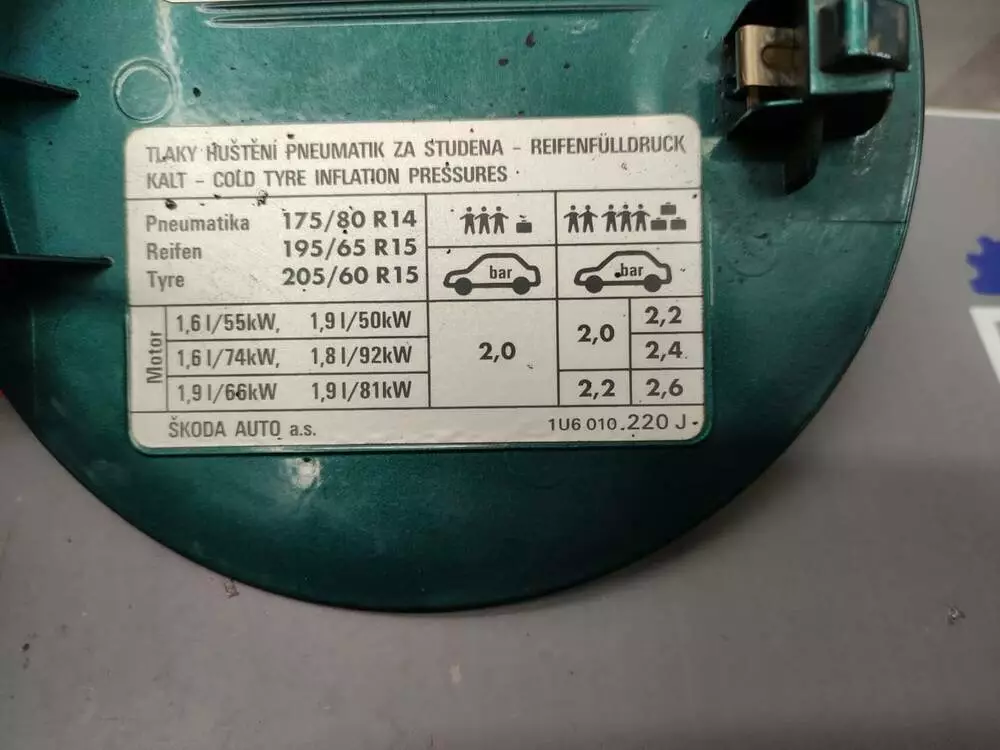 TLAKY HUŠTĚNÍ PNEUMATIK ZA STUDENA - REIFENFÜLLDRUCK
KALT - COLD TYRE INFLATION PRESSURES
Pneumatika 175/80 R14
Reifen 195/65 R15
Tyre 205/60 R15
bar bar
Motor
1,6 l/55kW, 1,9 l/50kW
1,6 l/74kW, 1,8 l/92kW
1,9 l/66kW 1,9 l/81kW
2,0
2,0 2,2
2,4
2,2 2,6
ŠKODA AUTO a.s. 1U6 010.220 J